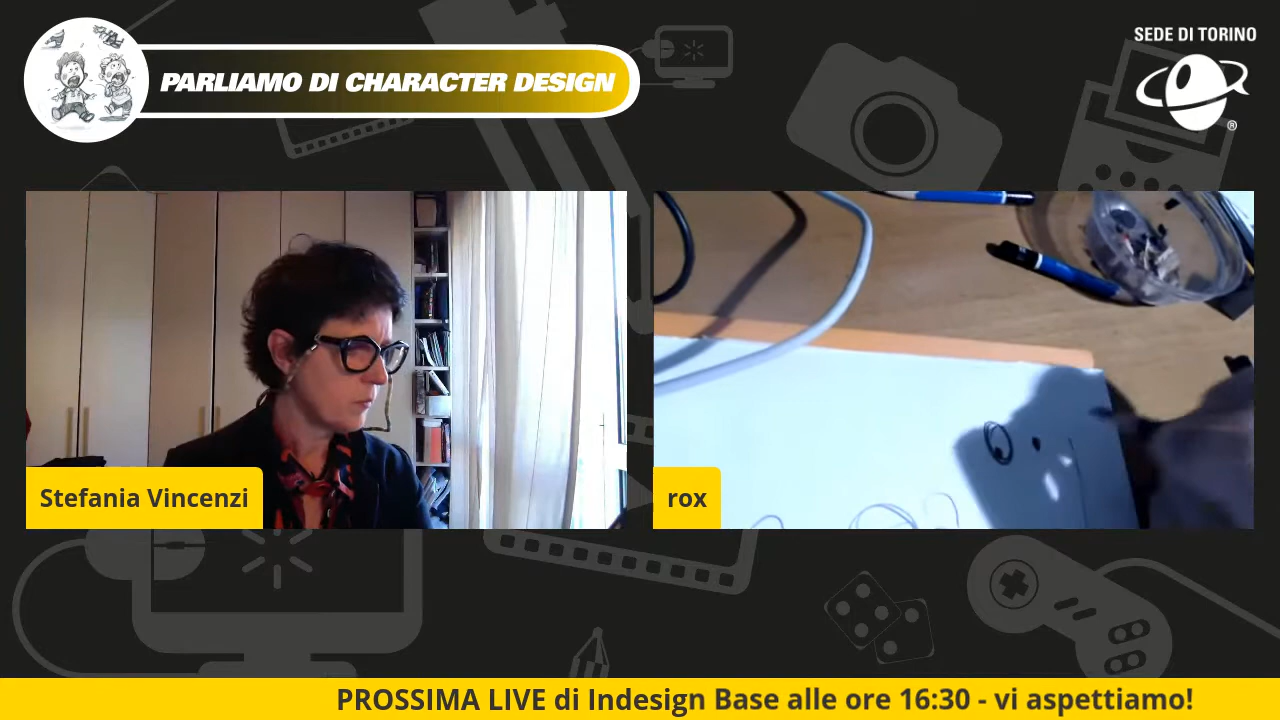 PARLIAMO DI CHARACTER DESIGN
SEDE DI TORINO
®
Stefania Vincenzi
rox
PROSSIMA LIVE di Indesign Base alle ore 16:30 - vi aspettiamo!